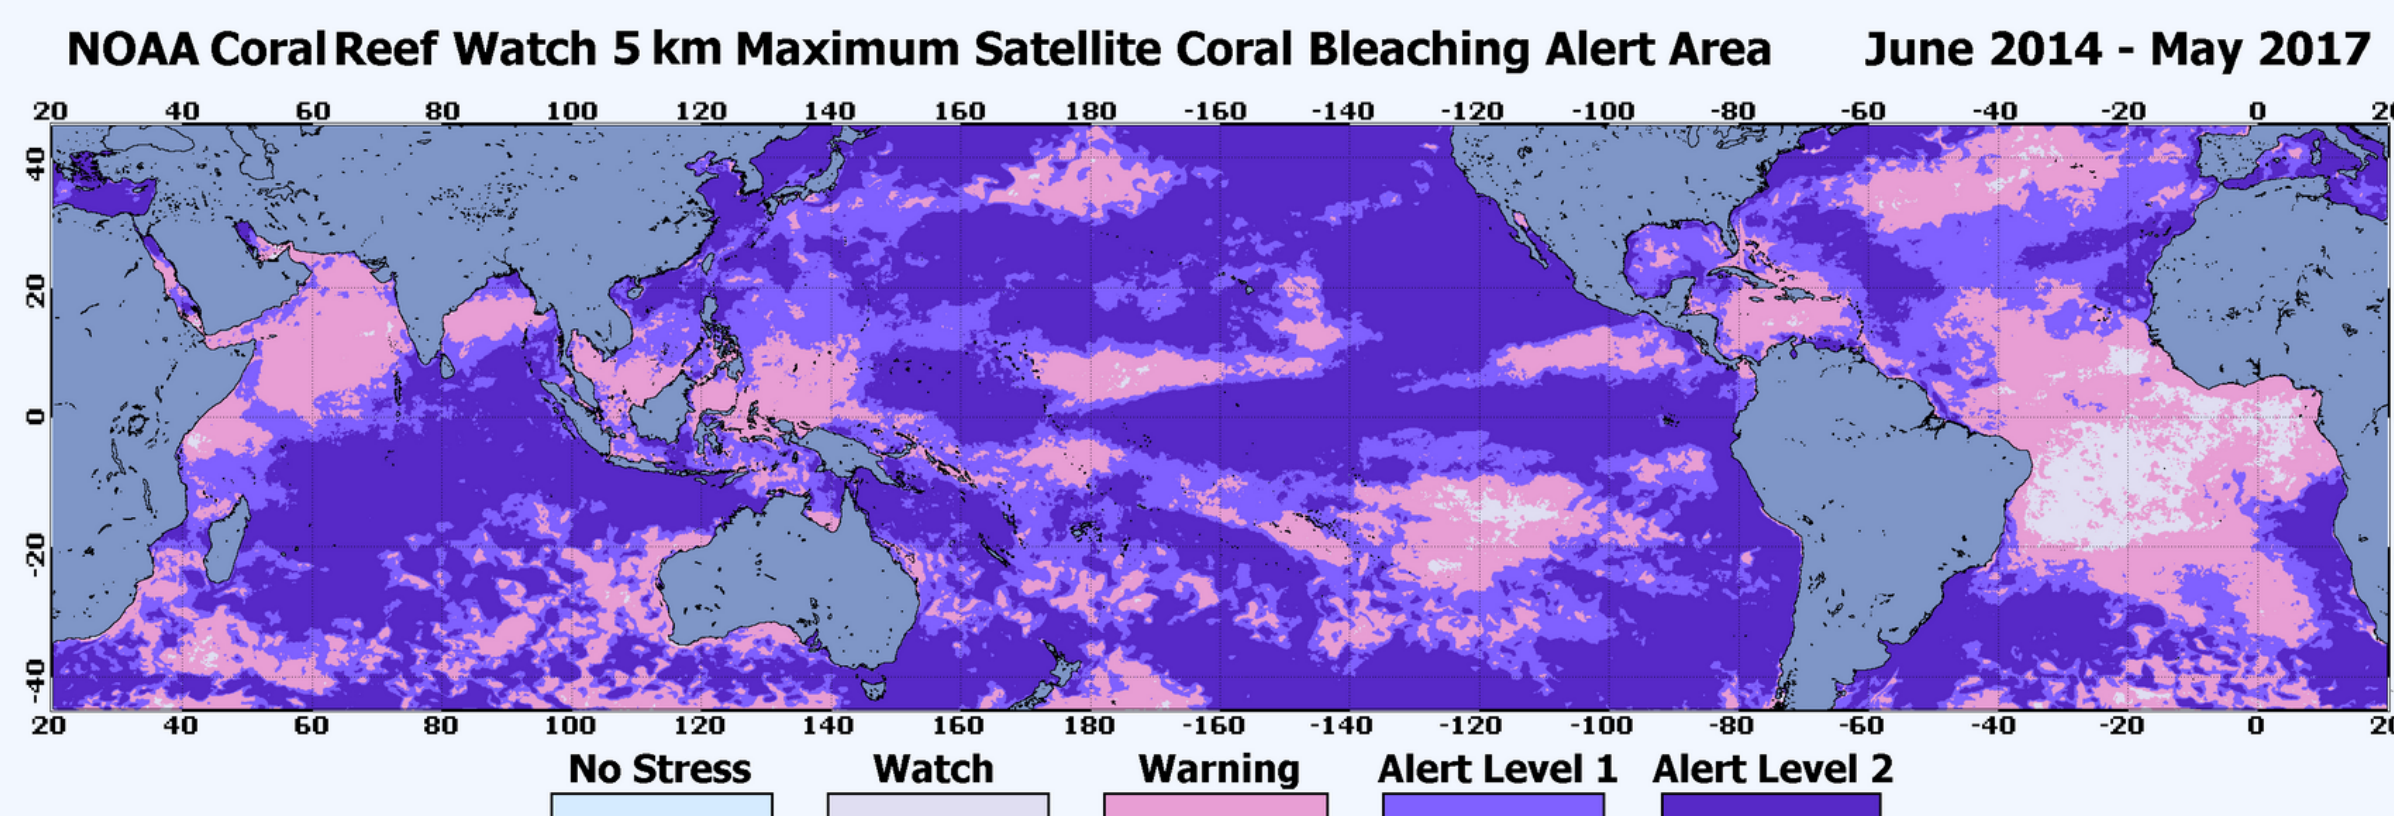 NOAA Coral Reef Watch 5 km Maximum Satellite Coral Bleaching Alert Area June 2014 - May 2017
20 40 60 80 100 120 140 160 180 -160 -140 -120 -100 -80 -60 -40 -20 0 20
40
20
0
-20
-40
20 40 60 80 100 120 140 160 180 -160 -140 -120 -100 -80 -60 -40 -20 0 20
No Stress Watch Warning Alert Level 1 Alert Level 2